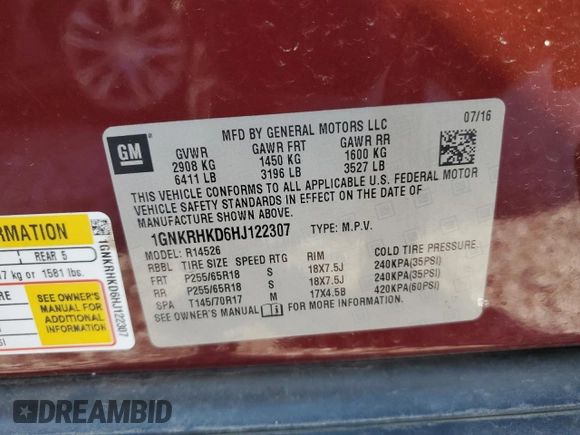 07/16
GM
MFD BY GENERAL MOTORS LLC
GVWR GAWR FRT GAWR RR
2908 KG 1450 KG 1600 KG
6411 LB 3196 LB 3527 LB
THIS VEHICLE CONFORMS TO ALL APPLICABLE U.S. FEDERAL MOTOR
VEHICLE SAFETY STANDARDS IN EFFECT ON THE DATE OF
MANUFACTURE SHOWN ABOVE.
1GNKRHKD6HJ122307 TYPE: M.P.V.
MODEL: R14526
RBBL TIRE SIZE SPEED RTG RIM COLD TIRE PRESSURE
FRT P255/65R18 S 18X7.5J 240KPA(35PSI)
RR P255/65R18 S 18X7.5J 240KPA(35PSI)
SPA T145/70R17 M 17X4.5B 420KPA(60PSI)
SEE OWNER'S MANUAL FOR MORE INFORMATION.
RMATION
REAR 5
7 kg or 1581 lbs.
SEE OWNER'S
MANUAL FOR
ADDITIONAL
INFORMATION
1GNKRHKD6HJ122307
DREAMBID